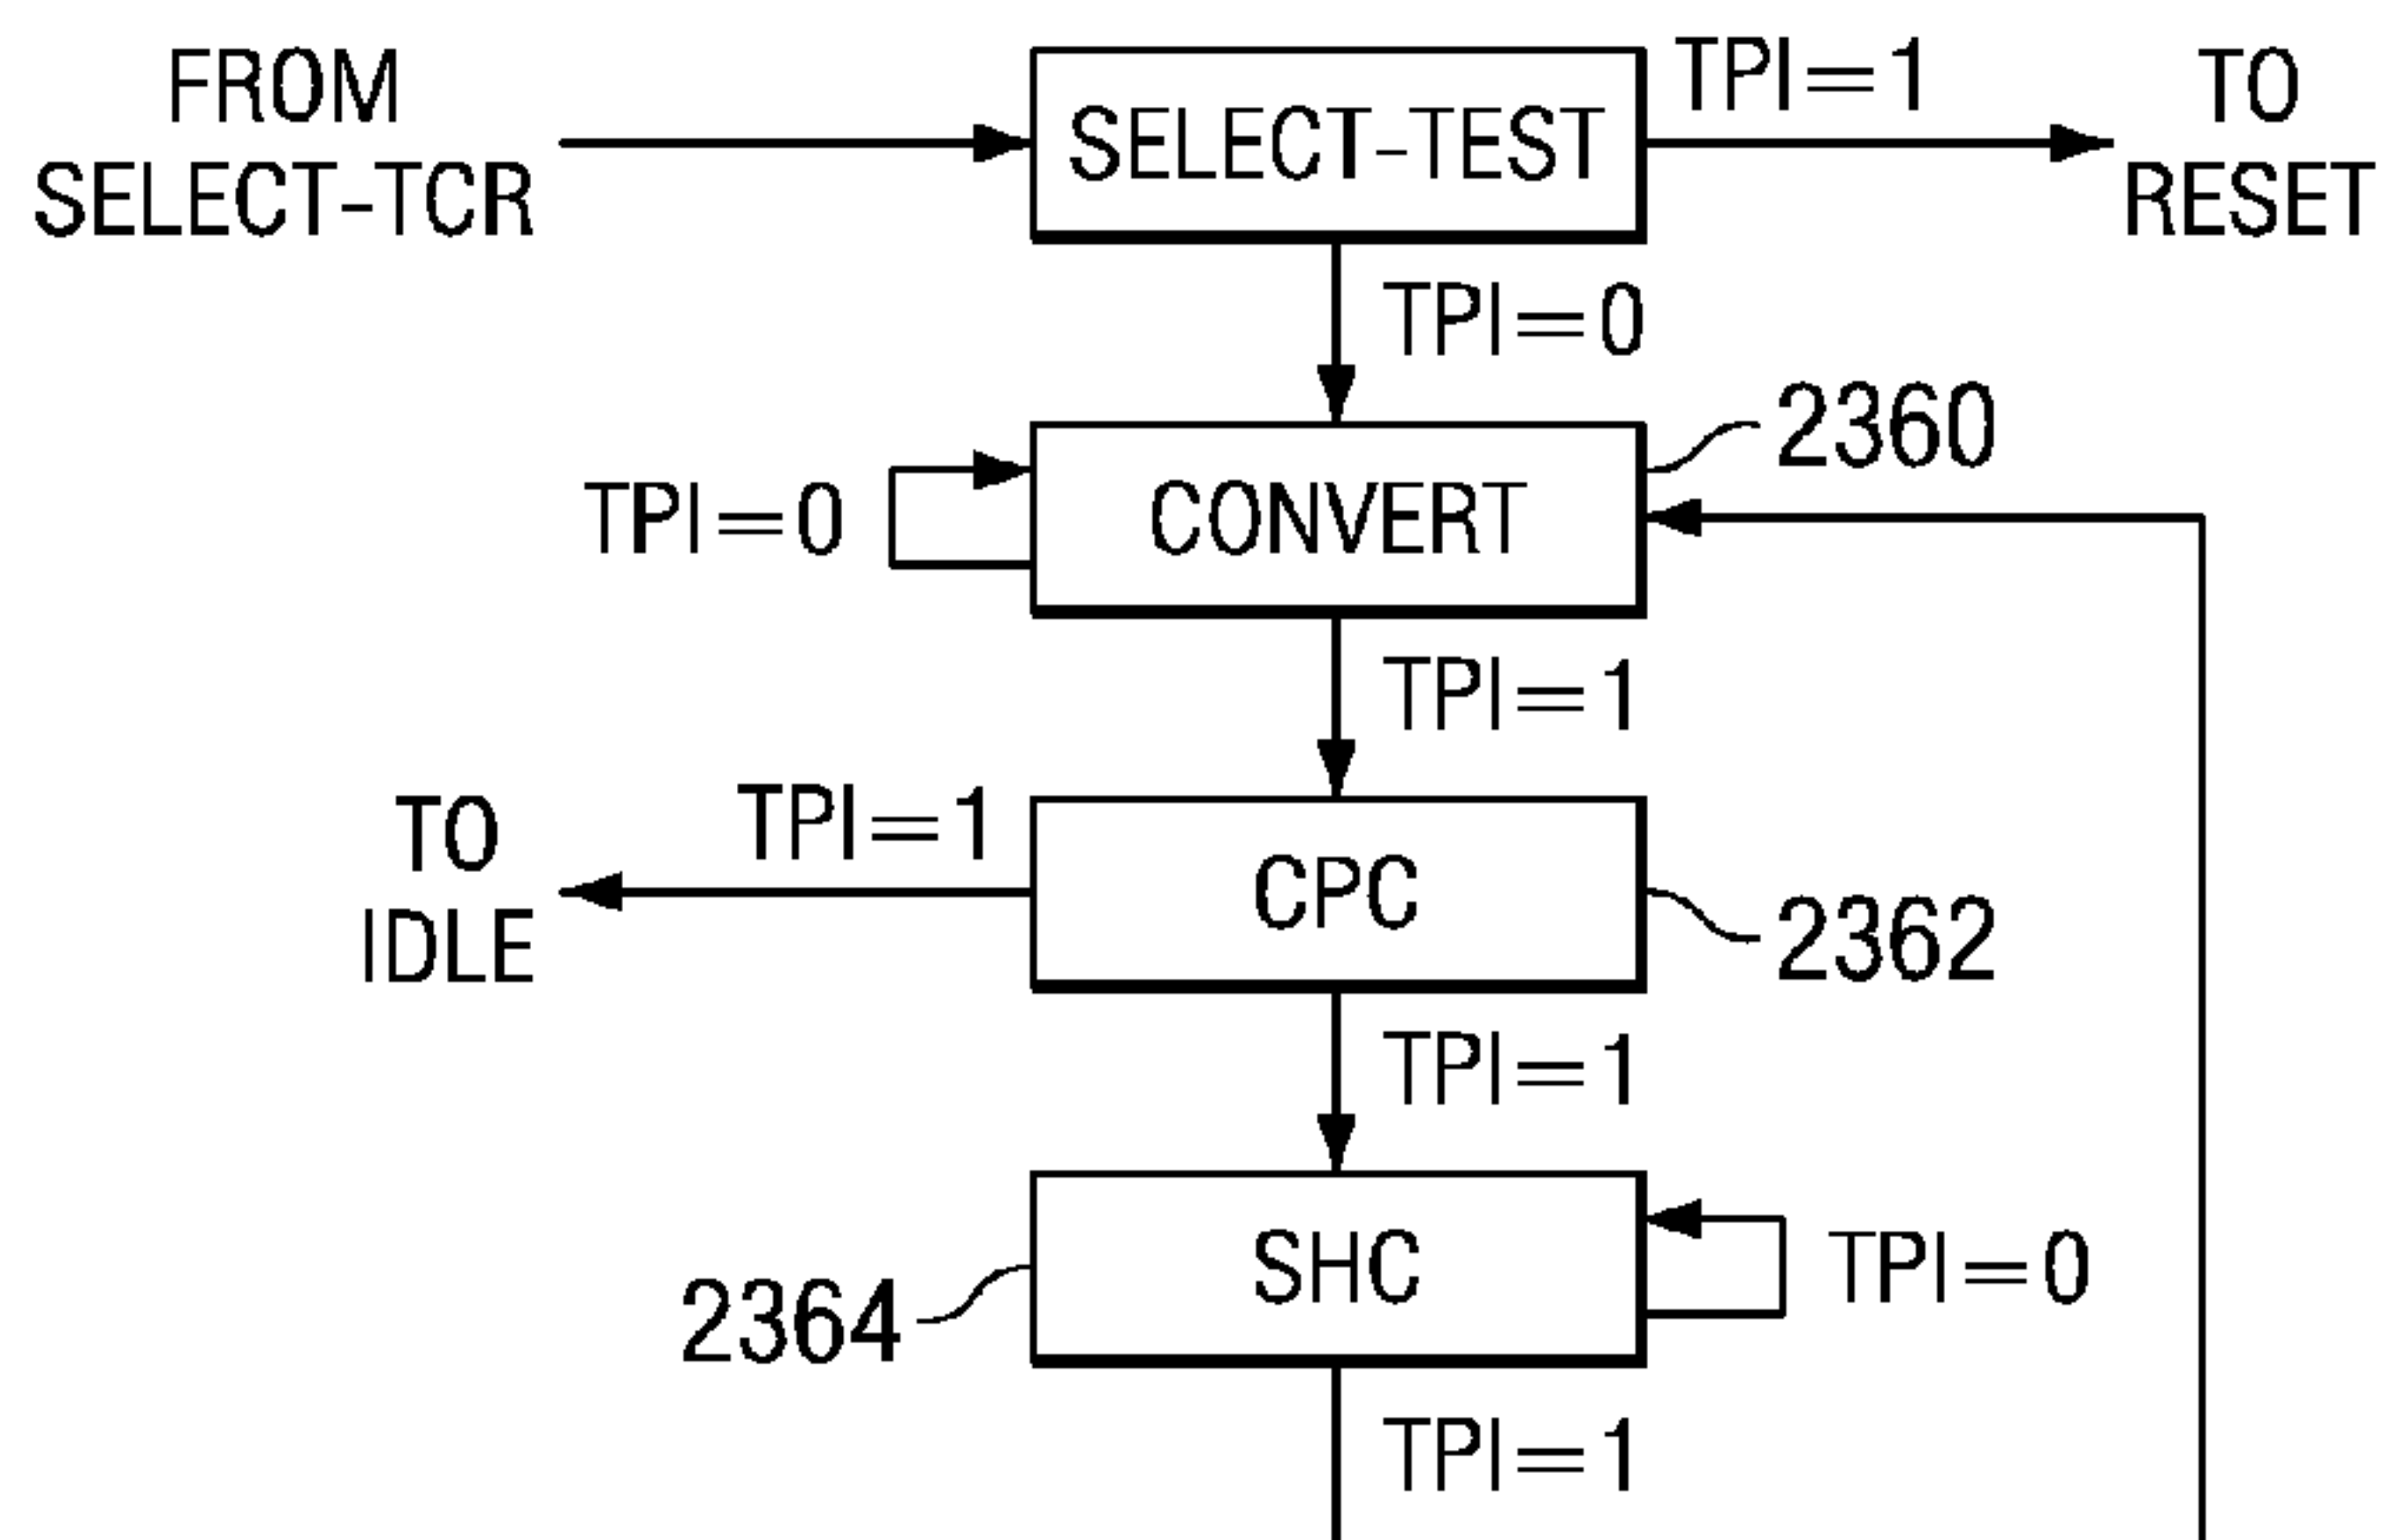 FROM
SELECT-TCR
SELECT-TEST
TPI=1
TO
RESET
TPI=0
2360
TPI=0
CONVERT
TPI=1
TO
IDLE
TPI=1
CPC
2362
TPI=1
SHC
TPI=0
2364
TPI=1